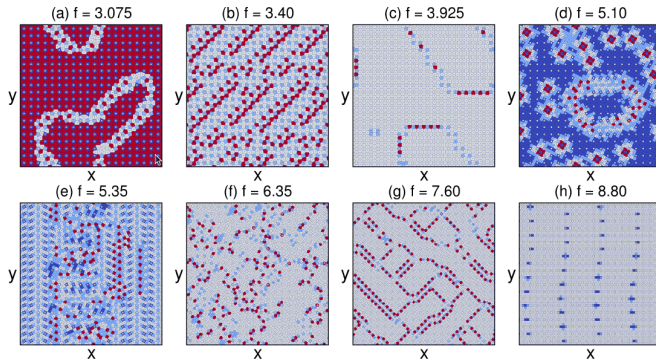 (a) f = 3.075
(b) f = 3.40
(c) f = 3.925
(d) f = 5.10
y
y
y
y
x
x
x
x
(e) f = 5.35
(f) f = 6.35
(g) f = 7.60
(h) f = 8.80
y
y
y
y
x
x
x
x